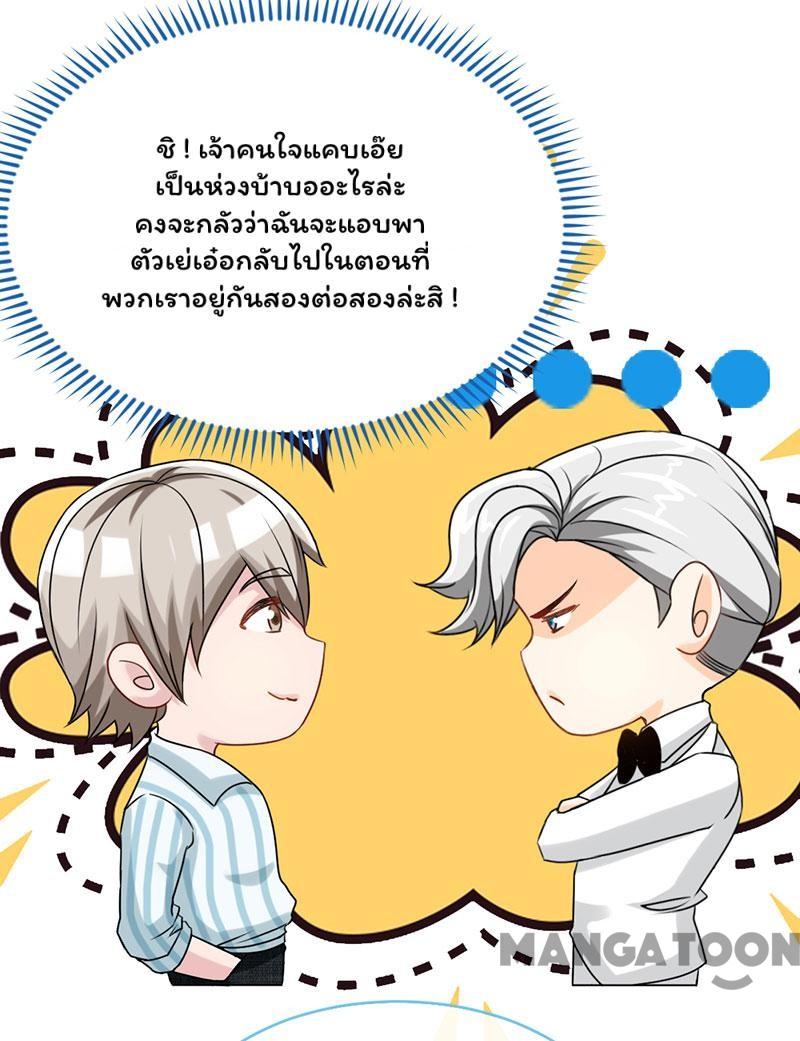 ชิ ! เจ้าคนใจแคบเอ๊ย
เป็นห่วงบ้าบออะไรล่ะ
คงจะกลัวว่าฉันจะแอบพา
ตัวเย่เอ๋อกลับไปในตอนที่
พวกเราอยู่กันสองต่อสองล่ะสิ !
MANGATOON